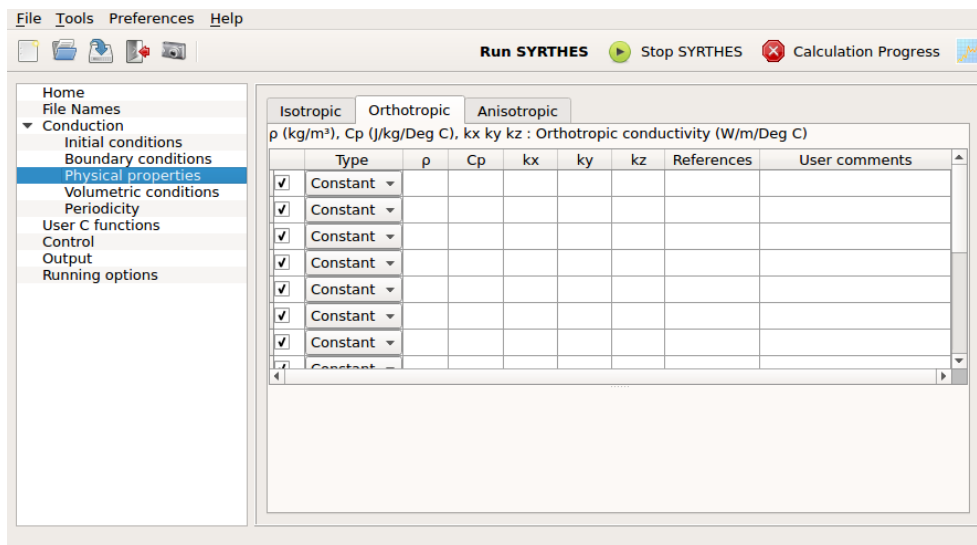 File Tools Preferences Help
Run SYRTHES Stop SYRTHES Calculation Progress
Home
File Names
Conduction
Initial conditions
Boundary conditions
Physical properties
Volumetric conditions
Periodicity
User C functions
Control
Output
Running options
Isotropic Orthotropic Anisotropic
ρ (kg/m³), Cp (J/kg/Deg C), kx ky kz : Orthotropic conductivity (W/m/Deg C)
Type ρ Cp kx ky kz References User comments
Constant
Constant
Constant
Constant
Constant
Constant
Constant
Constant